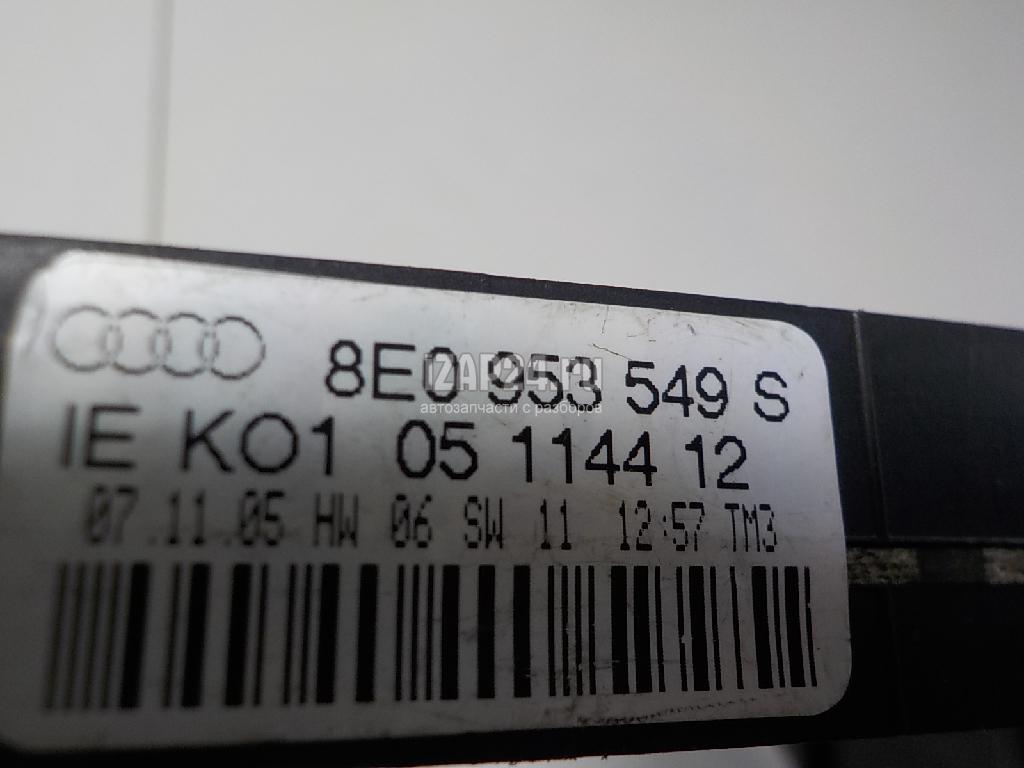 8E0 953 549 S
IZAP24.RU
автозапчасти с разборов
IE KO1 05 1144 12
07.11.05 HW 06 SW 11 12:57 TM3